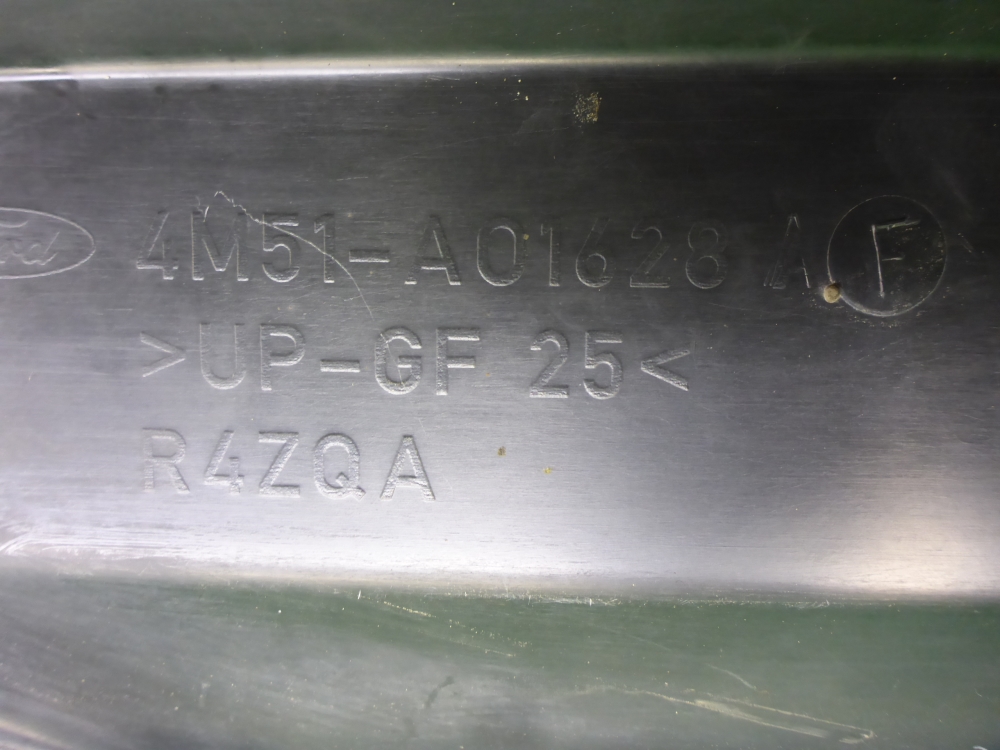 Ford 4M51-A01628 A F
>UP-GF 25<
R4ZQA